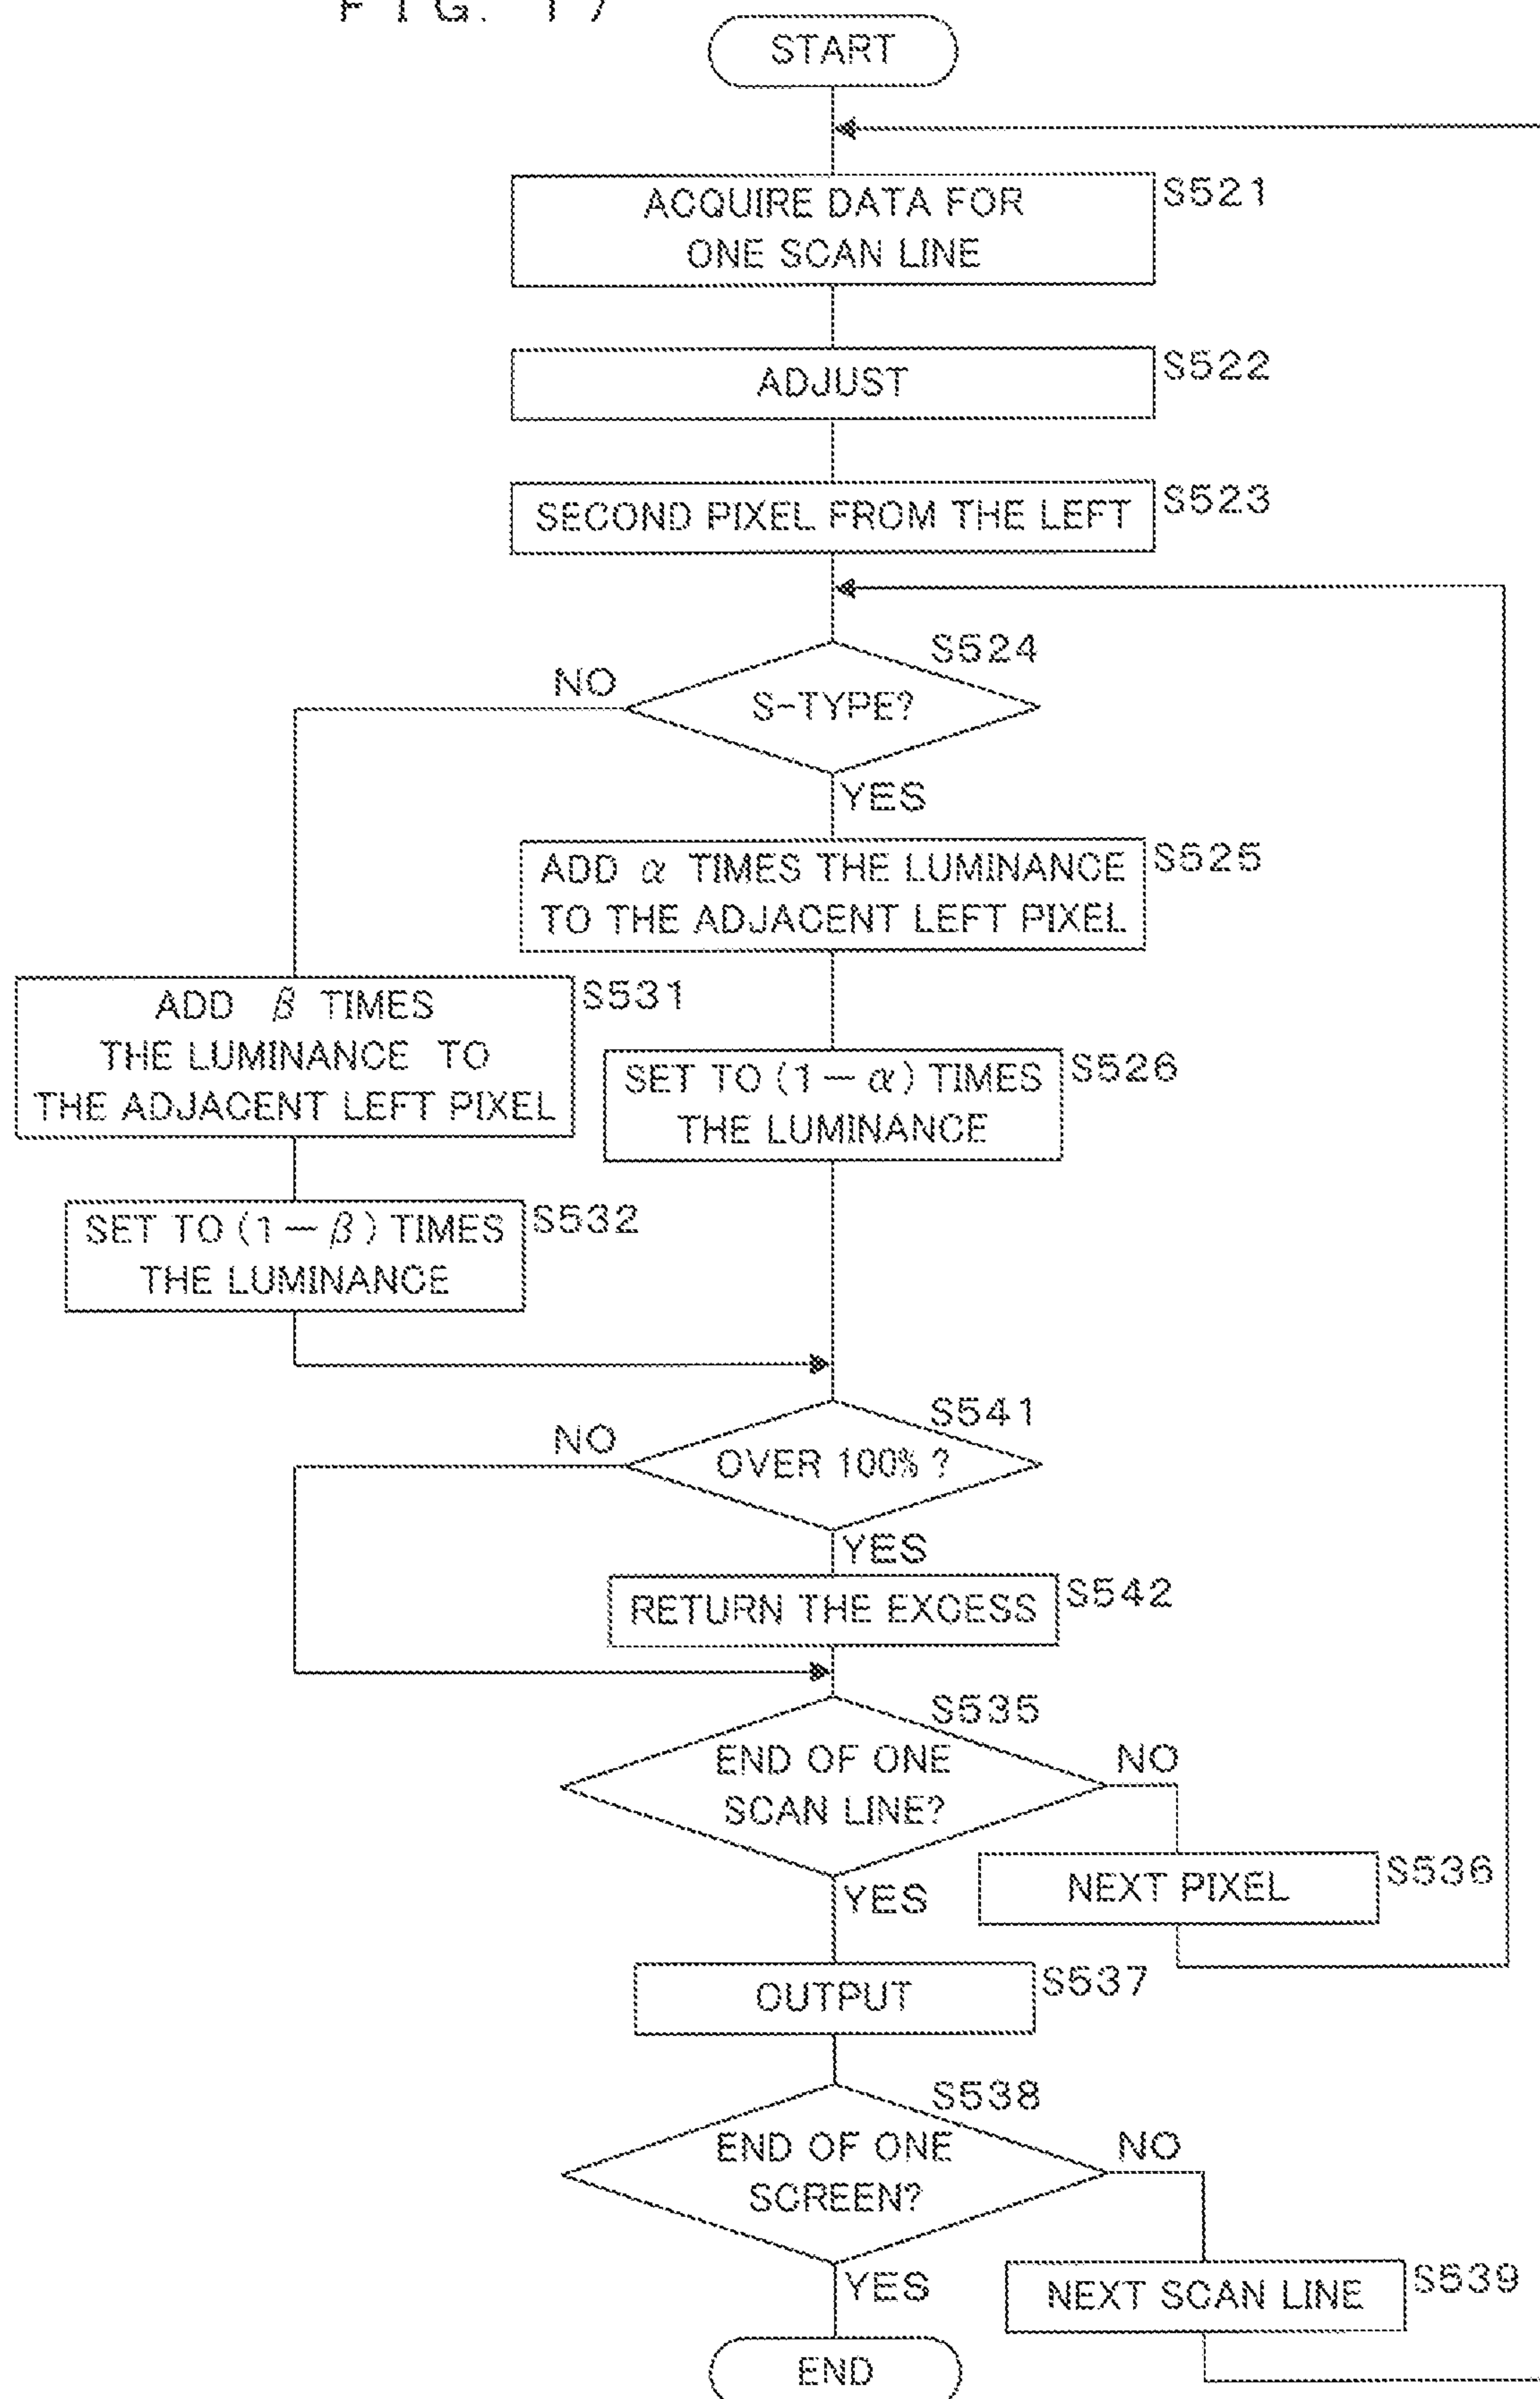 FIG. 17
START
ACQUIRE DATA FOR
ONE SCAN LINE
S521
ADJUST
S522
SECOND PIXEL FROM THE LEFT
S523
S524
S-TYPE?
NO
YES
ADD α TIMES THE LUMINANCE
TO THE ADJACENT LEFT PIXEL
S525
ADD β TIMES
THE LUMINANCE TO
THE ADJACENT LEFT PIXEL
S531
SET TO (1-α) TIMES
THE LUMINANCE
S526
SET TO (1-β) TIMES
THE LUMINANCE
S532
S541
OVER 100% ?
NO
YES
RETURN THE EXCESS
S542
S535
END OF ONE
SCAN LINE?
NO
YES
NEXT PIXEL
S536
OUTPUT
S537
S538
END OF ONE
SCREEN?
NO
YES
NEXT SCAN LINE
S539
END